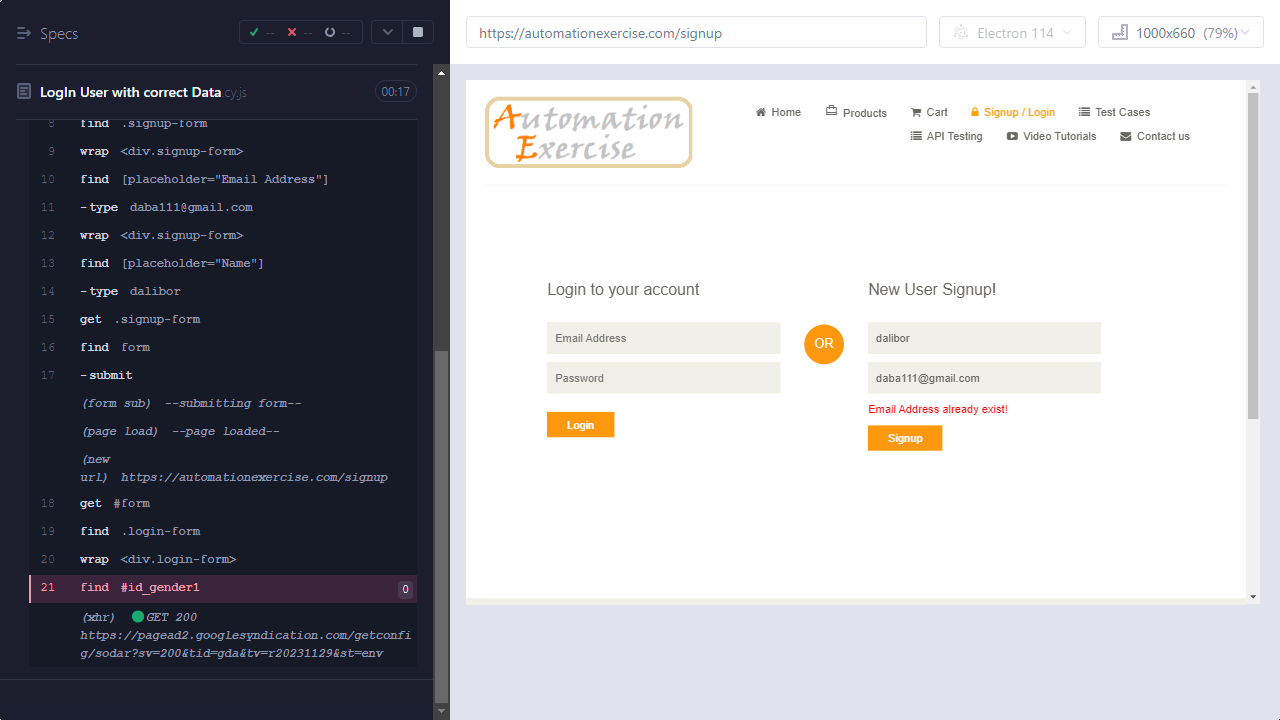 Specs
-- -- --
LogIn User with correct Data cy.js
00:17
8 find .signup-form
9 wrap <div.signup-form>
10 find [placeholder="Email Address"]
11 -type daba111@gmail.com
12 wrap <div.signup-form>
13 find [placeholder="Name"]
14 -type dalibor
15 get .signup-form
16 find form
17 -submit
(form sub) --submitting form--
(page load) --page loaded--
(new
url) https://automationexercise.com/signup
18 get #form
19 find .login-form
20 wrap <div.login-form>
21 find #id_gender1 0
(xhr) GET 200
https://pagead2.googlesyndication.com/getconfi
g/sodar?sv=200&tid=gda&tv=r20231129&st=env
https://automationexercise.com/signup
Electron 114
1000x660 (79%)
Automation
Exercise
Home Products Cart Signup / Login Test Cases
API Testing Video Tutorials Contact us
Login to your account
Email Address
Password
Login
OR
New User Signup!
dalibor
daba111@gmail.com
Email Address already exist!
Signup